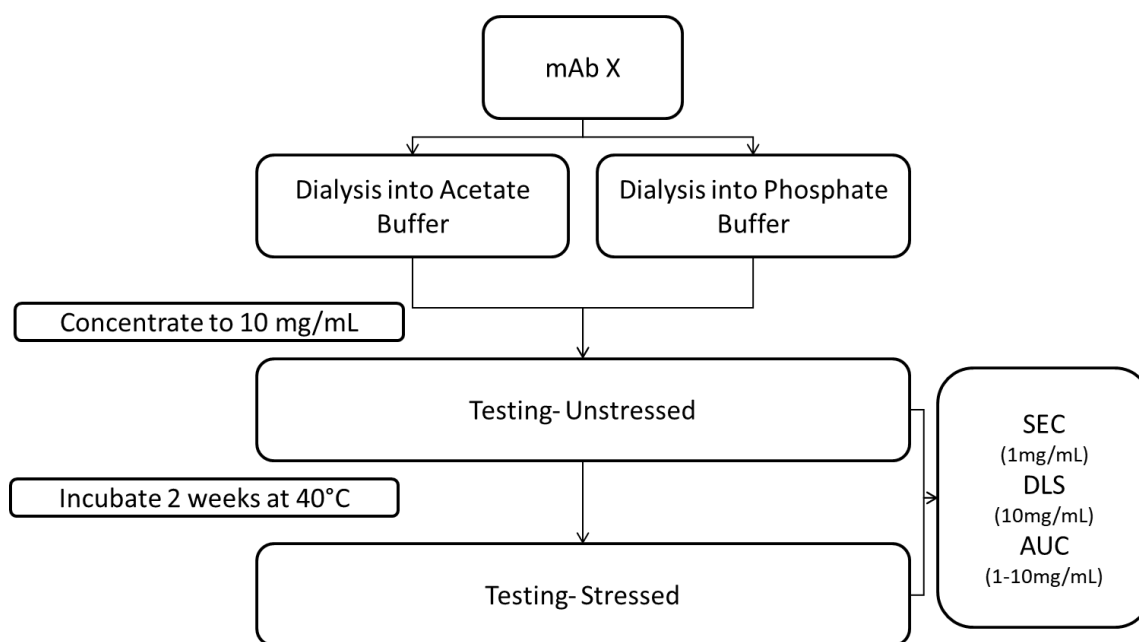 mAb X
Dialysis into Acetate
Buffer
Dialysis into Phosphate
Buffer
Concentrate to 10 mg/mL
Testing- Unstressed
Incubate 2 weeks at 40°C
Testing- Stressed
SEC
(1mg/mL)
DLS
(10mg/mL)
AUC
(1-10mg/mL)